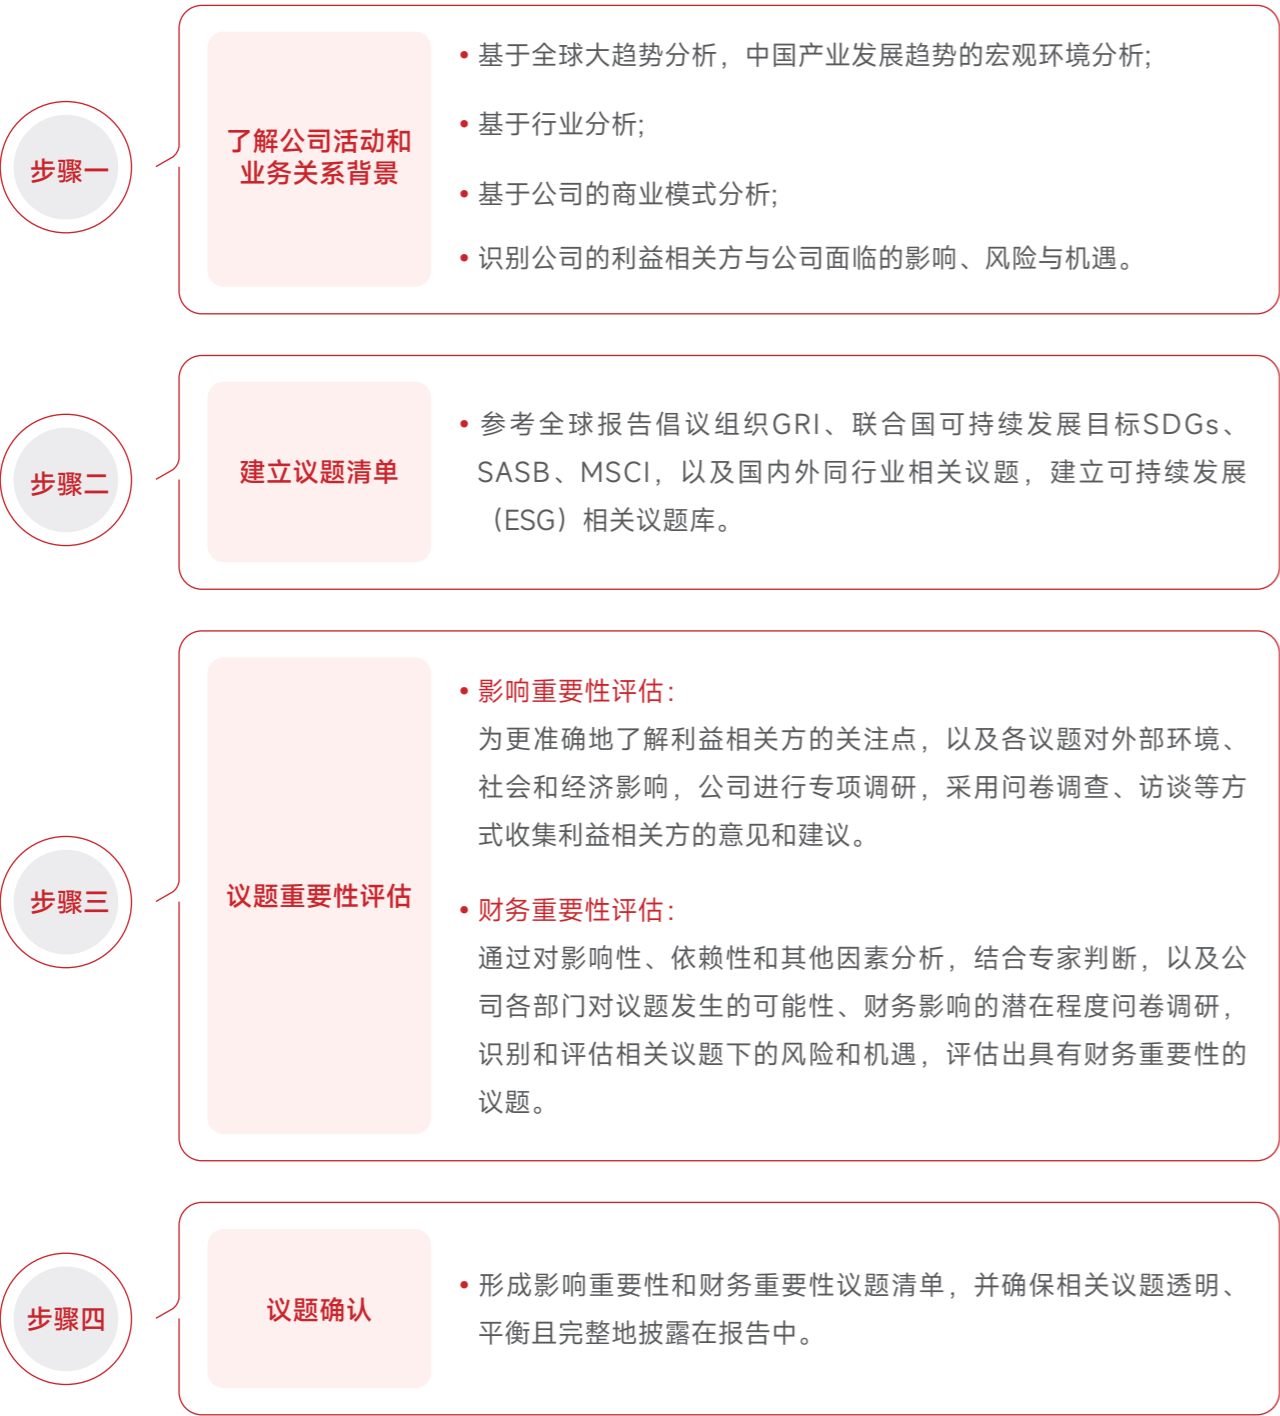 步骤一
了解公司活动和
业务关系背景
• 基于全球大趋势分析，中国产业发展趋势的宏观环境分析;
• 基于行业分析;
• 基于公司的商业模式分析;
• 识别公司的利益相关方与公司面临的影响、风险与机遇。
步骤二
建立议题清单
• 参考全球报告倡议组织GRI、联合国可持续发展目标SDGs、
SASB、MSCI，以及国内外同行业相关议题，建立可持续发展
（ESG）相关议题库。
步骤三
议题重要性评估
• 影响重要性评估：
为更准确地了解利益相关方的关注点，以及各议题对外部环境、
社会和经济影响，公司进行专项调研，采用问卷调查、访谈等方
式收集利益相关方的意见和建议。
• 财务重要性评估：
通过对影响性、依赖性和其他因素分析，结合专家判断，以及公
司各部门对议题发生的可能性、财务影响的潜在程度问卷调研，
识别和评估相关议题下的风险和机遇，评估出具有财务重要性的
议题。
步骤四
议题确认
• 形成影响重要性和财务重要性议题清单，并确保相关议题透明、
平衡且完整地披露在报告中。